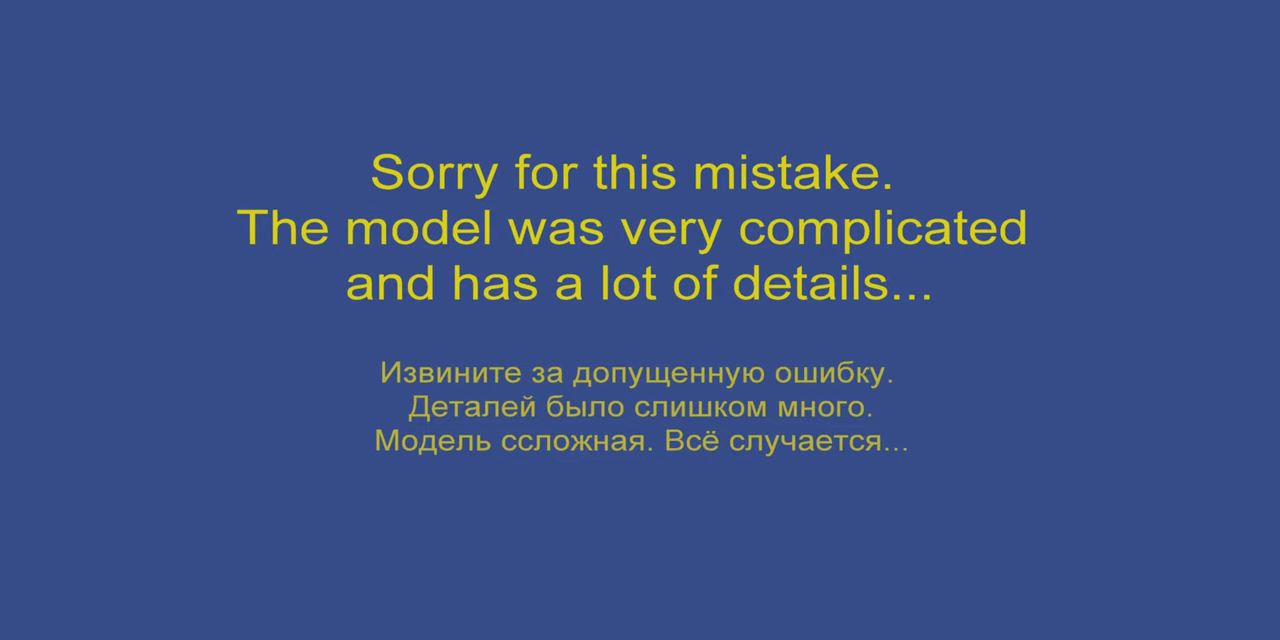 Sorry for this mistake.
The model was very complicated
and has a lot of details...
Извините за допущенную ошибку.
Деталей было слишком много.
Модель ссложная. Всё случается...